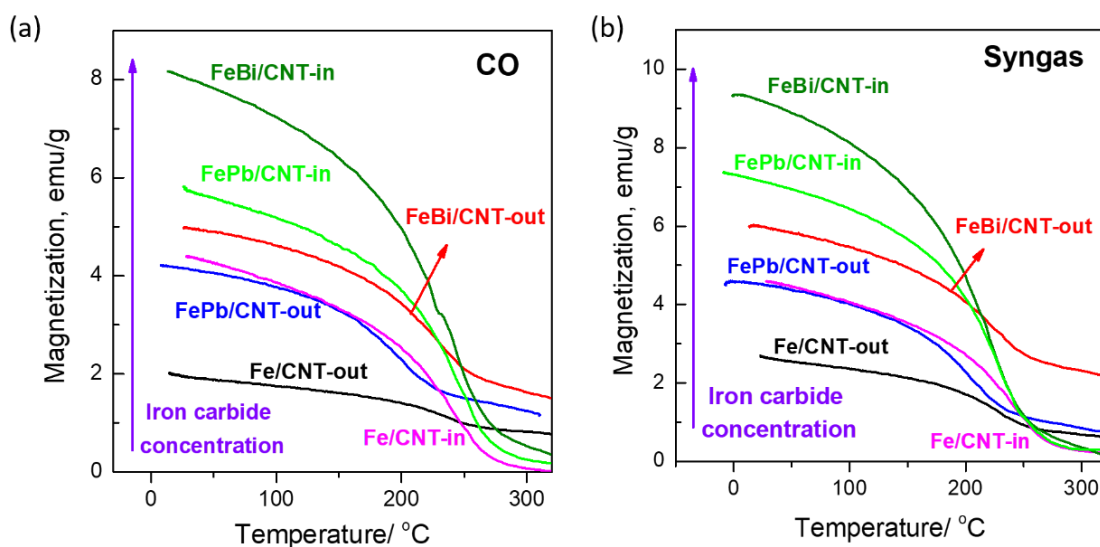 (a)
CO
FeBi/CNT-in
FePb/CNT-in
FeBi/CNT-out
FePb/CNT-out
Fe/CNT-out
Iron carbide
concentration
Fe/CNT-in
Magnetization, emu/g
8
6
4
2
0
0
100
200
300
Temperature/ °C
(b)
Syngas
FeBi/CNT-in
FePb/CNT-in
FeBi/CNT-out
FePb/CNT-out
Fe/CNT-out
Iron carbide
concentration
Fe/CNT-in
Magnetization, emu/g
10
8
6
4
2
0
0
100
200
300
Temperature/ °C